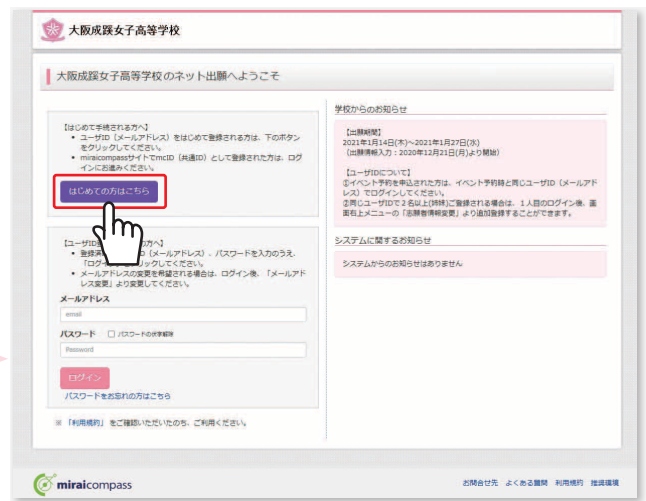 大阪成蹊女子高等学校
大阪成蹊女子高等学校のネット出願へようこそ
【はじめて手続される方へ】
• ユーザID（メールアドレス）をはじめて登録される方は、下のボタン
をクリックしてください。
• miraicompassサイトでmcID（共通ID）として登録された方は、ログ
インにお進みください。
はじめての方はこちら
【ユーザID 方へ】
• 登録済 D（メールアドレス）、パスワードを入力のうえ、
「ログイ リックしてください。
• メールアドレスの変更を希望される場合は、ログイン後、「メールアド
レス変更」より変更してください。
メールアドレス
email
パスワード □ パスワードの伏字解除
Password
ログイン
パスワードをお忘れの方はこちら
※ 「利用規約」をご確認いただいたのち、ご利用ください。
学校からのお知らせ
【出願期間】
2021年1月14日(木)～2021年1月27日(水)
（出願情報入力：2020年12月21日(月)より開始）
【ユーザIDについて】
①イベント予約を申込された方は、イベント予約時と同じユーザID（メールアド
レス）でログインしてください。
②同じユーザIDで２名以上(姉妹)ご登録される場合は、１人目のログイン後、画
面右上メニューの「志願者情報変更」より追加登録することができます。
システムに関するお知らせ
システムからのお知らせはありません
miraicompass
お問合せ先 よくある質問 利用規約 推奨環境